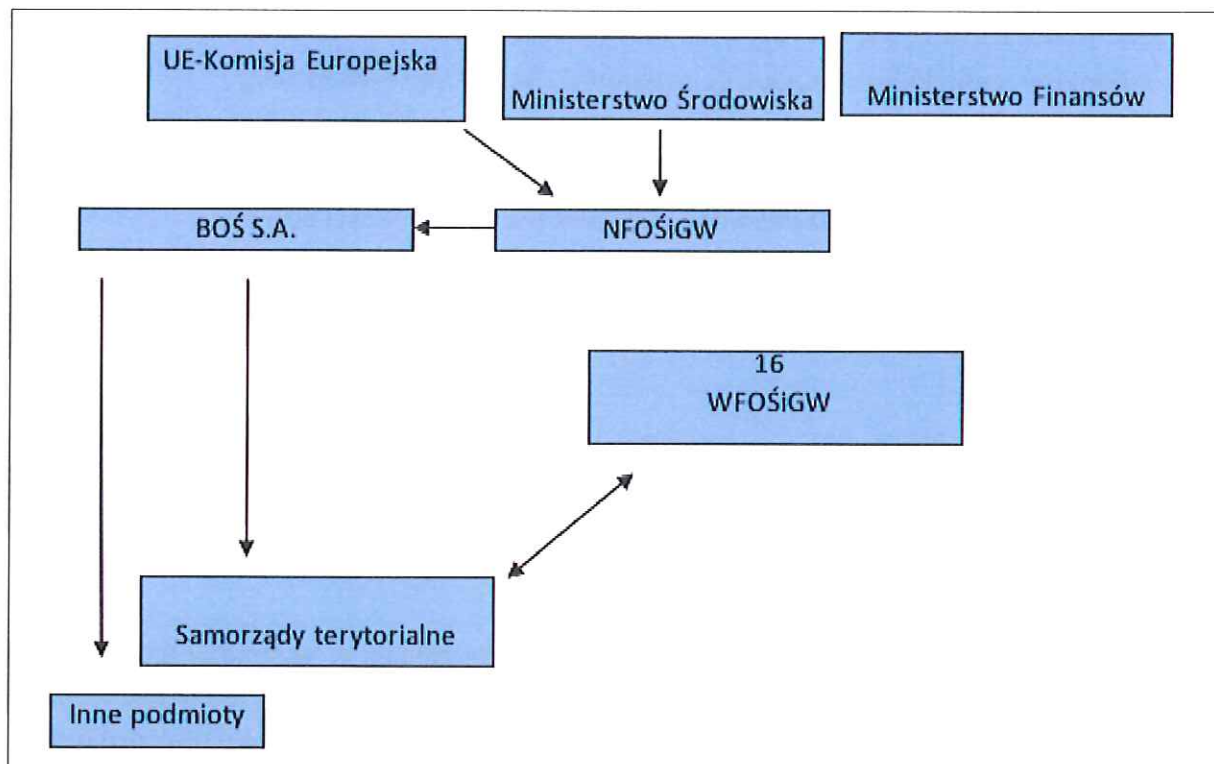 UE-Komisja Europejska
Ministerstwo Środowiska
Ministerstwo Finansów
BOŚ S.A.
NFOŚiGW
16
WFOŚiGW
Samorządy terytorialne
Inne podmioty